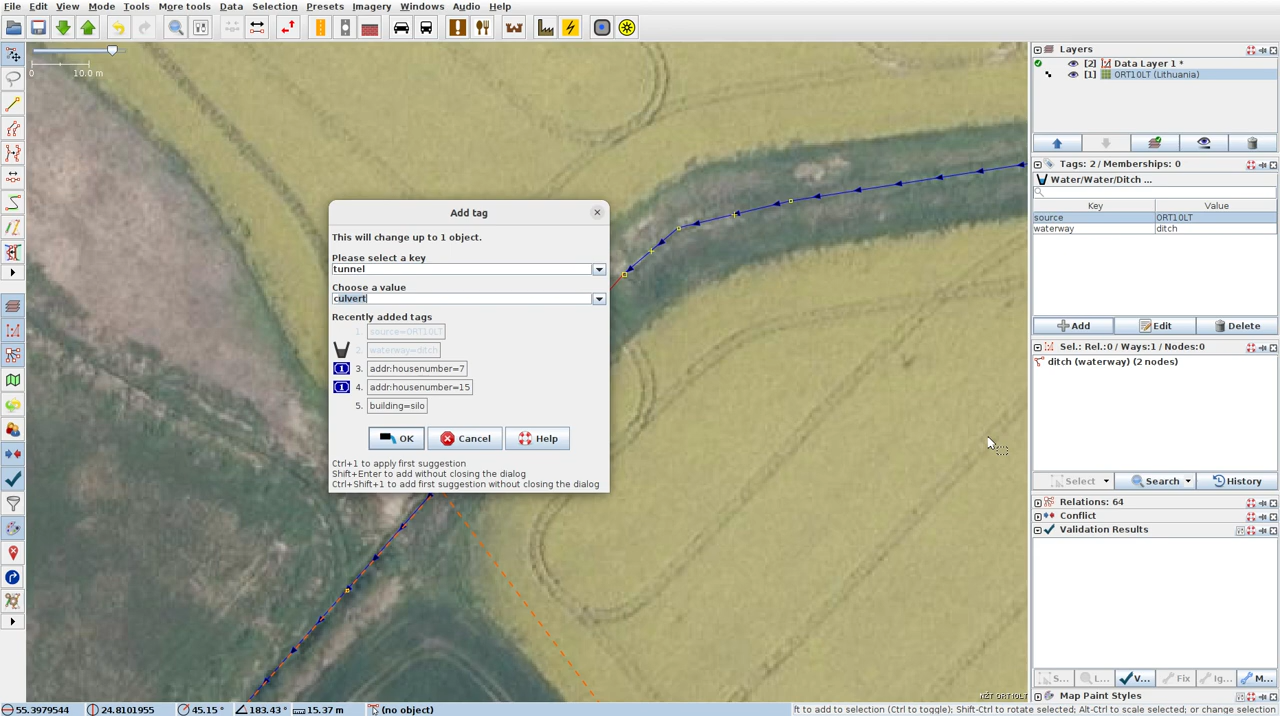 File Edit View Mode Tools More tools Data Selection Presets Imagery Windows Audio Help
0 10.0 m
Layers
[2] Data Layer 1 *
[1] ORT10LT (Lithuania)
Tags: 2 / Memberships: 0
Water/Water/Ditch ...
Key Value
source ORT10LT
waterway ditch
Add Edit Delete
Sel.: Rel.:0 / Ways:1 / Nodes:0
ditch (waterway) (2 nodes)
Select Search History
Relations: 64
Conflict
Validation Results
S... L... V... Fix Ig... M...
Map Paint Styles
Add tag
This will change up to 1 object.
Please select a key
tunnel
Choose a value
culvert
Recently added tags
1. source=ORT10LT
2. waterway=ditch
3. addr:housenumber=7
4. addr:housenumber=15
5. building=silo
OK Cancel Help
Ctrl+1 to apply first suggestion
Shift+Enter to add without closing the dialog
Ctrl+Shift+1 to add first suggestion without closing the dialog
NŽT ORT10LT
55.3979544 24.8101955 45.15 ° 183.43 ° 15.37 m (no object) ft to add to selection (Ctrl to toggle); Shift-Ctrl to rotate selected; Alt-Ctrl to scale selected; or change selection